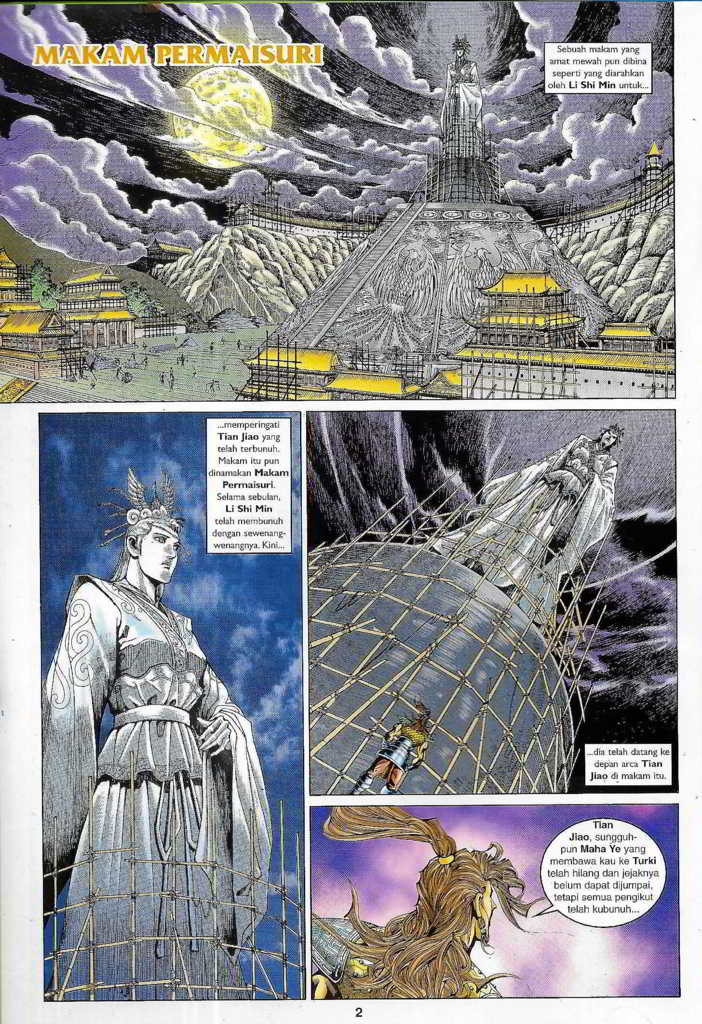 MAKAM PERMAISURI
Sebuah makam yang
amat mewah pun dibina
seperti yang diarahkan
oleh Li Shi Min untuk...
...memperingati
Tian Jiao yang
telah terbunuh.
Makam itu pun
dinamakan Makam
Permaisuri.
Selama sebulan,
Li Shi Min
telah membunuh
dengan sewenang-
wenangnya. Kini...
...dia telah datang ke
depan arca Tian
Jiao di makam itu.
Tian
Jiao, sungguh-
pun Maha Ye yang
membawa kau ke Turki
telah hilang dan jejaknya
belum dapat dijumpai,
tetapi semua pengikut
telah kubunuh...
2